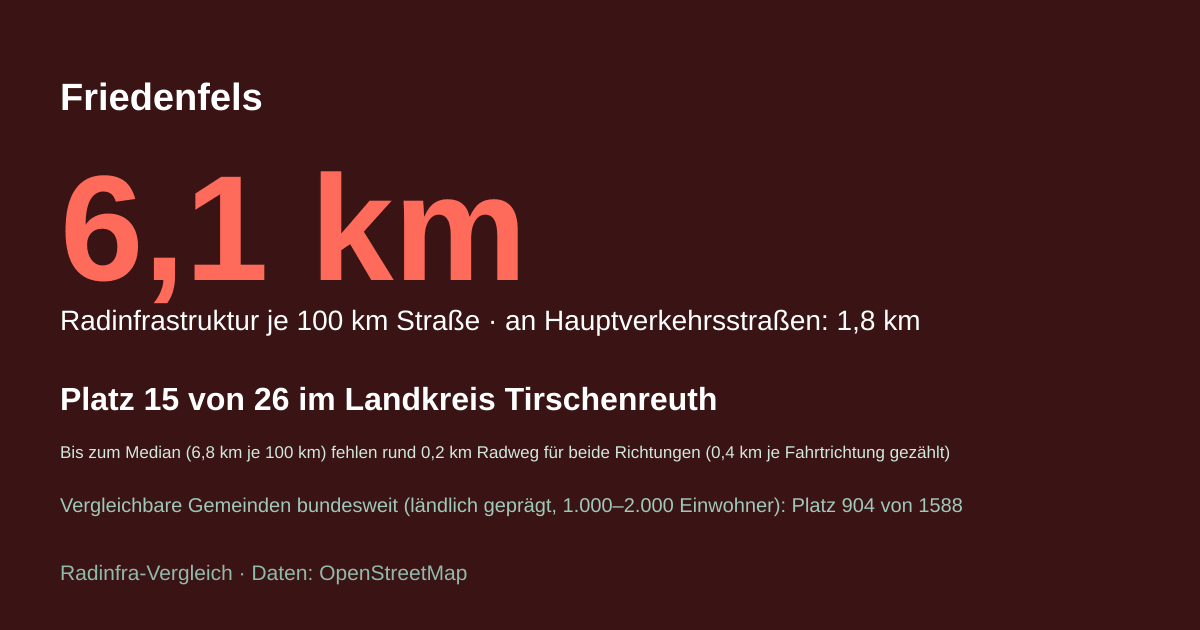 Friedenfels
6,1 km
Radinfrastruktur je 100 km Straße · an Hauptverkehrsstraßen: 1,8 km
Platz 15 von 26 im Landkreis Tirschenreuth
Bis zum Median (6,8 km je 100 km) fehlen rund 0,2 km Radweg für beide Richtungen (0,4 km je Fahrtrichtung gezählt)
Vergleichbare Gemeinden bundesweit (ländlich geprägt, 1.000–2.000 Einwohner): Platz 904 von 1588
Radinfra-Vergleich · Daten: OpenStreetMap